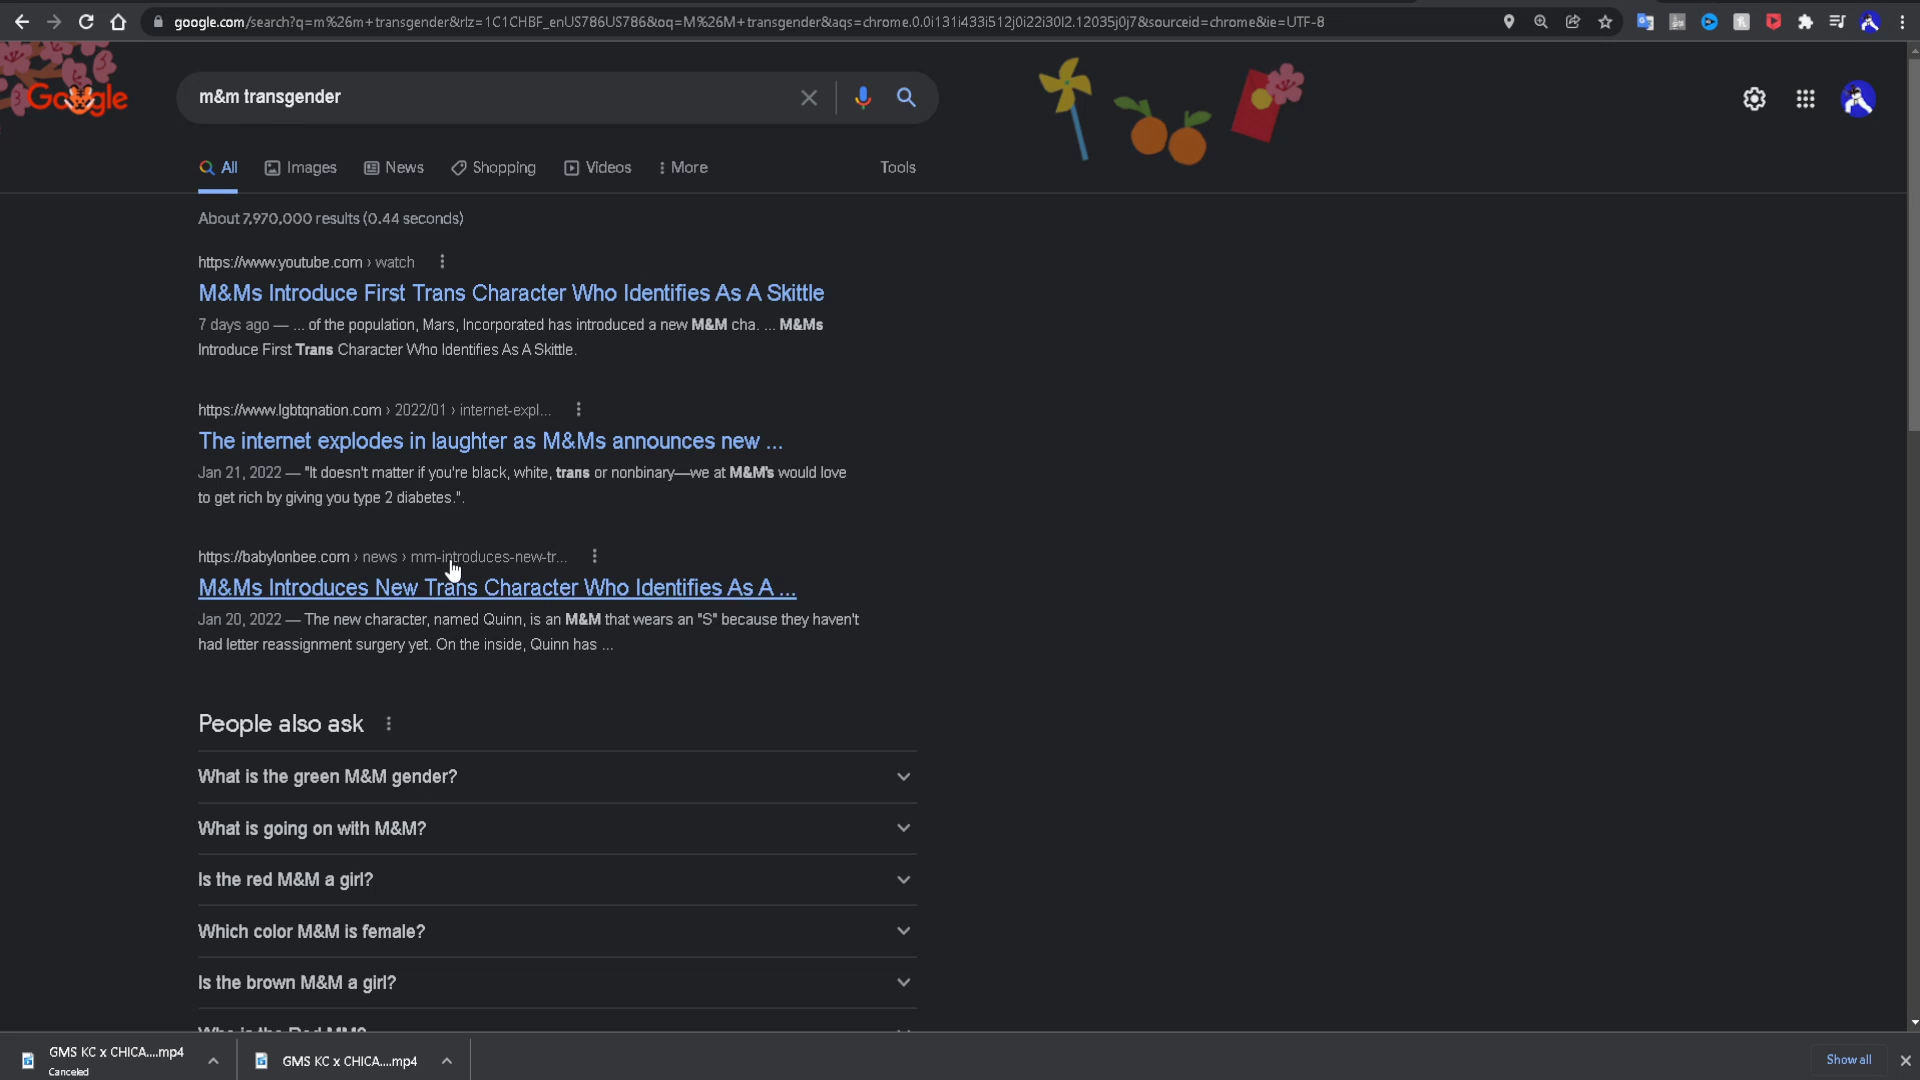 google.com/search?q=m%26m+transgender&rlz=1C1CHBF_enUS786US786&oq=M%26M+transgender&aqs=chrome.0.0i131i433i512j0i22i30l2.12035j0j7&sourceid=chrome&ie=UTF-8
Google
m&m transgender
All Images News Shopping Videos More Tools
About 7,970,000 results (0.44 seconds)
https://www.youtube.com › watch
M&Ms Introduce First Trans Character Who Identifies As A Skittle
7 days ago — ... of the population, Mars, Incorporated has introduced a new M&M cha. ... M&Ms
Introduce First Trans Character Who Identifies As A Skittle.
https://www.lgbtqnation.com › 2022/01 › internet-expl...
The internet explodes in laughter as M&Ms announces new ...
Jan 21, 2022 — "It doesn't matter if you're black, white, trans or nonbinary—we at M&M's would love
to get rich by giving you type 2 diabetes.".
https://babylonbee.com › news › mm-introduces-new-tr...
M&Ms Introduces New Trans Character Who Identifies As A ...
Jan 20, 2022 — The new character, named Quinn, is an M&M that wears an "S" because they haven't
had letter reassignment surgery yet. On the inside, Quinn has ...
People also ask
What is the green M&M gender?
What is going on with M&M?
Is the red M&M a girl?
Which color M&M is female?
Is the brown M&M a girl?
Who is the Red MM?
GMS KC x CHICA....mp4
Canceled
GMS KC x CHICA....mp4
Show all